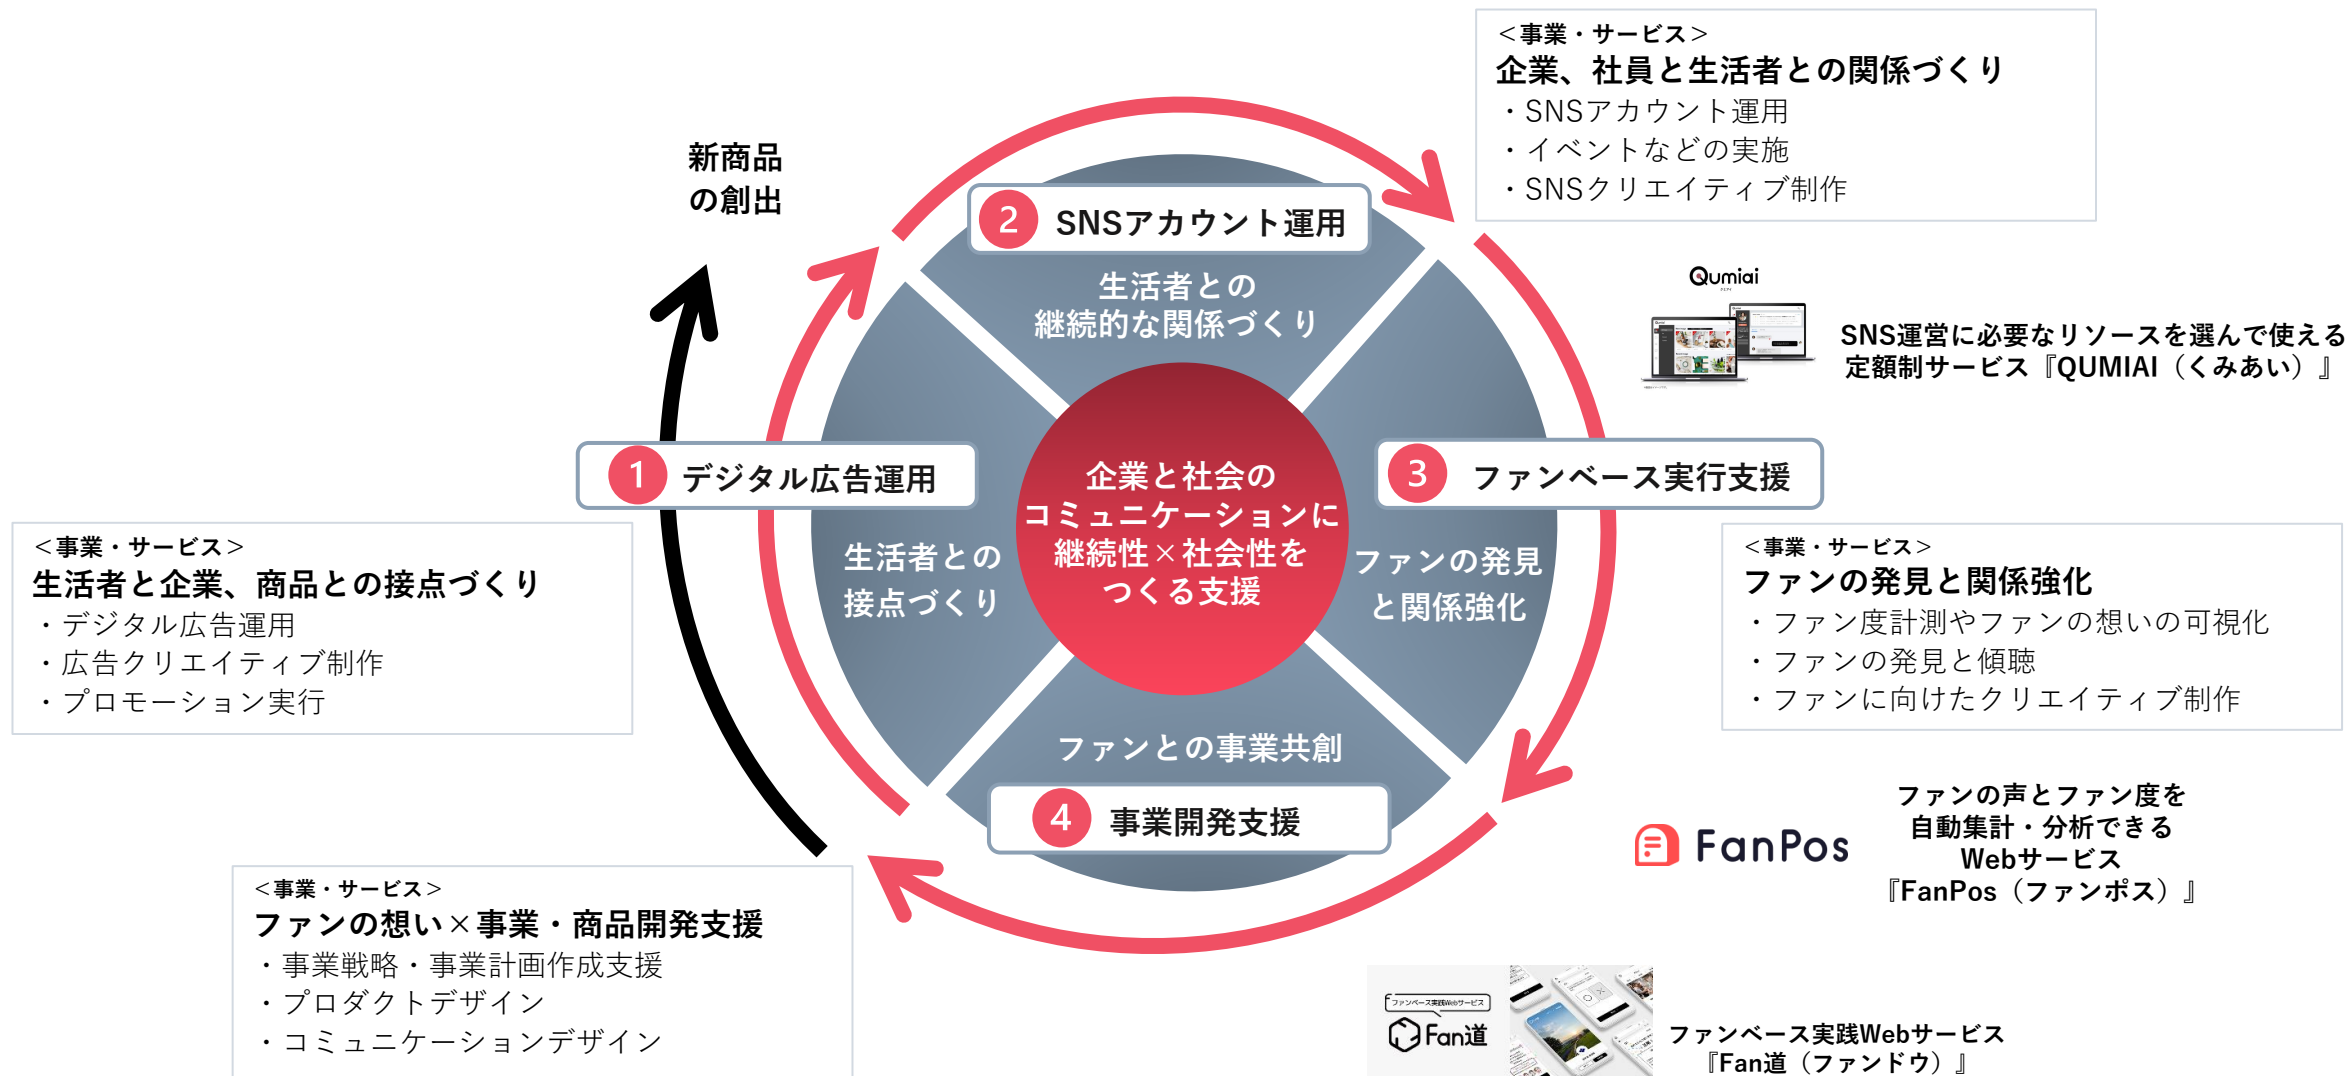 ＜事業・サービス＞
企業、社員と生活者との関係づくり
・SNSアカウント運用
・イベントなどの実施
・SNSクリエイティブ制作
新商品
の創出
2 SNSアカウント運用
生活者との
継続的な関係づくり
Qumiai
SNS運営に必要なリソースを選んで使える
定額制サービス『QUMIAI（くみあい）』
1 デジタル広告運用
生活者との
接点づくり
企業と社会の
コミュニケーションに
継続性×社会性を
つくる支援
3 ファンベース実行支援
ファンの発見
と関係強化
＜事業・サービス＞
生活者と企業、商品との接点づくり
・デジタル広告運用
・広告クリエイティブ制作
・プロモーション実行
＜事業・サービス＞
ファンの発見と関係強化
・ファン度計測やファンの想いの可視化
・ファンの発見と傾聴
・ファンに向けたクリエイティブ制作
ファンとの事業共創
4 事業開発支援
FanPos
ファンの声とファン度を
自動集計・分析できる
Webサービス
『FanPos（ファンポス）』
＜事業・サービス＞
ファンの想い×事業・商品開発支援
・事業戦略・事業計画作成支援
・プロダクトデザイン
・コミュニケーションデザイン
ファンベース実践Webサービス
Fan道
ファンベース実践Webサービス
『Fan道（ファンドウ）』